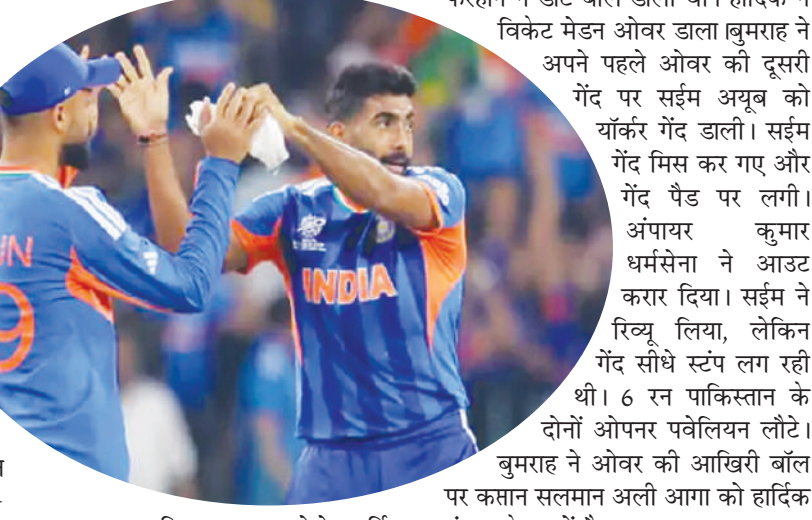 विकेट मेडन ओवर डाला।बुमराह ने
अपने पहले ओवर की दूसरी
गेंद पर सईम अयूब को
यॉर्कर गेंद डाली। सईम
गेंद मिस कर गए और
गेंद पैड पर लगी।
अंपायर कुमार
धर्मसेना ने आउट
करार दिया। सईम ने
रिव्यू लिया, लेकिन
गेंद सीधे स्टंप लग रही
थी। 6 रन पाकिस्तान के
दोनों ओपनर पवेलियन लौटे।
बुमराह ने ओवर की आखिरी बॉल
पर कप्तान सलमान अली आगा को हार्दिक
INDIA
9